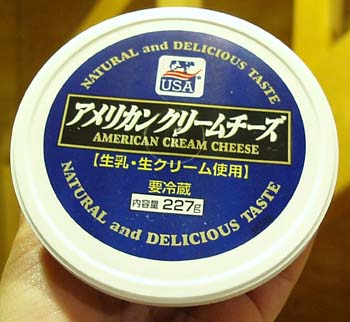 NATURAL and DELICIOUS TASTE
USA
アメリカンクリームチーズ
AMERICAN CREAM CHEESE
【生乳・生クリーム使用】
要冷蔵
内容量 227g
NATURAL and DELICIOUS TASTE